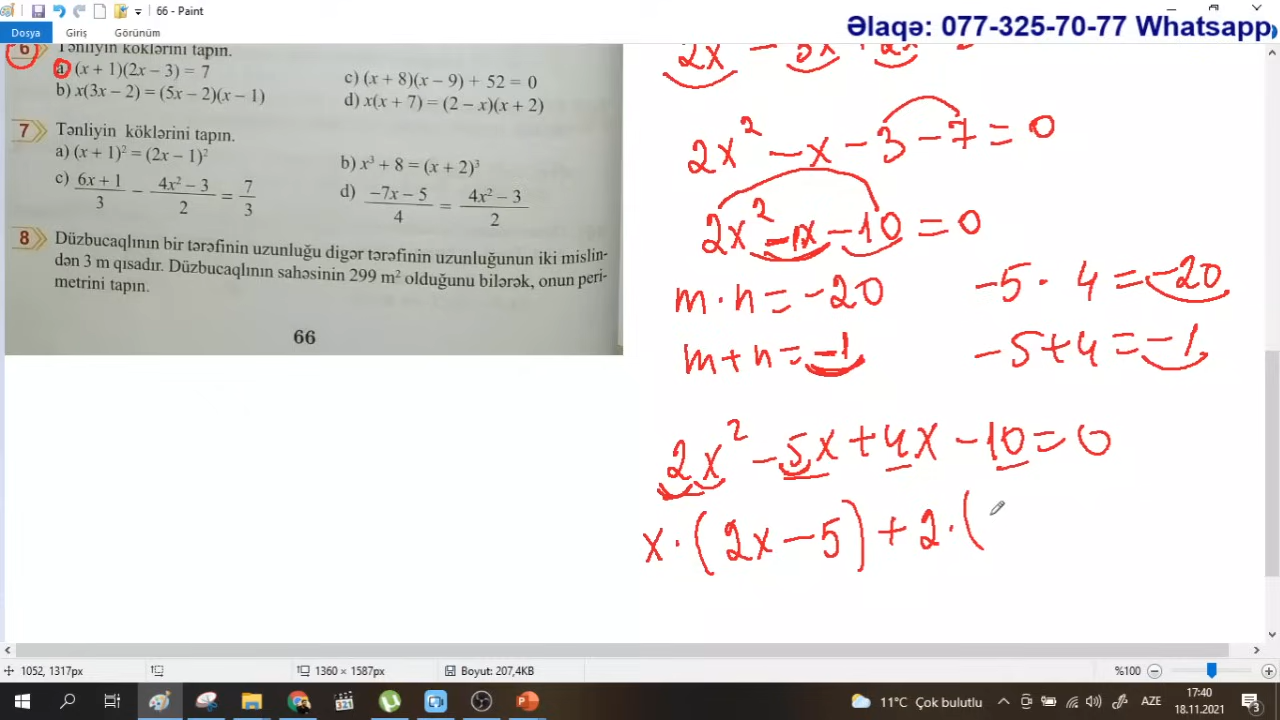 66 - Paint
Əlaqə: 077-325-70-77 Whatsapp
Dosya Giriş Görünüm
6 Tənliyin köklərini tapın.
a) (x + 1)(2x − 3) = 7
b) x(3x − 2) = (5x − 2)(x − 1)
c) (x + 8)(x − 9) + 52 = 0
d) x(x + 7) = (2 − x)(x + 2)
7 Tənliyin köklərini tapın.
a) (x + 1)² = (2x − 1)²
b) x³ + 8 = (x + 2)³
c) (6x + 1)/3 − (4x² − 3)/2 = 7/3
d) (−7x − 5)/4 = (4x² − 3)/2
8 Düzbucaqlının bir tərəfinin uzunluğu digər tərəfinin uzunluğunun iki mislin-
dən 3 m qısadır. Düzbucaqlının sahəsinin 299 m² olduğunu bilərək, onun peri-
metrini tapın.
66
2x² − x − 3 − 7 = 0
2x² − 1x − 10 = 0
m · n = −20
−5 · 4 = −20
m + n = −1
−5 + 4 = −1
2x² − 5x + 4x − 10 = 0
x · (2x − 5) + 2 · (
1052, 1317px 1360 × 1587px Boyut: 207,4KB %100
11°C Çok bulutlu AZE 17:40
18.11.2021 3